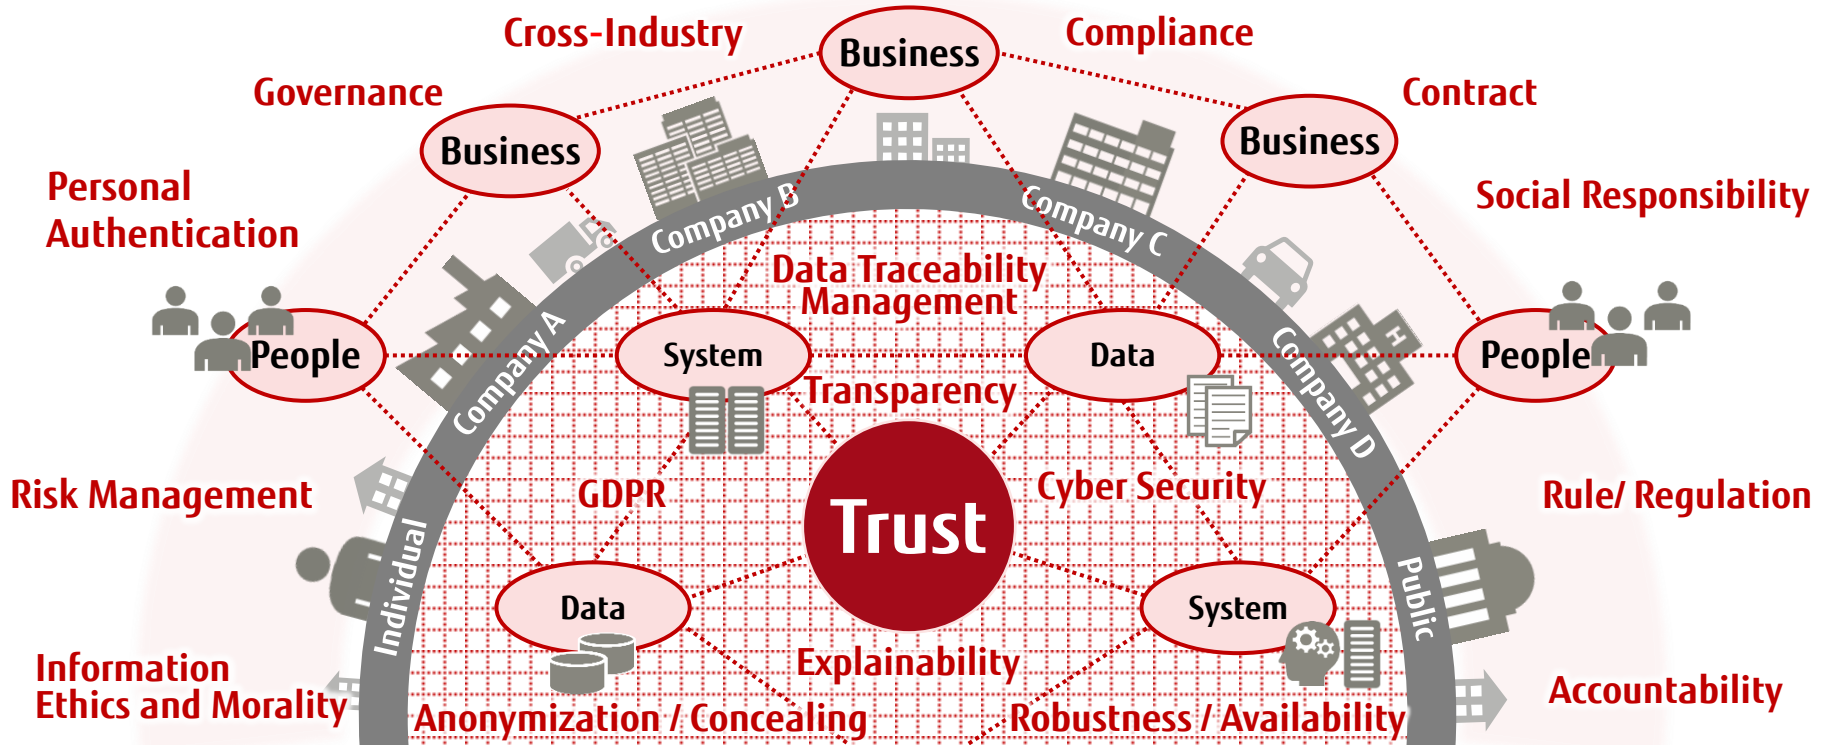 Cross-Industry
Business
Compliance
Governance
Contract
Business
Business
Personal
Authentication
Social Responsibility
Company B
Company C
Data Traceability
Management
People
Company A
System
Data
Company D
People
Transparency
Risk Management
GDPR
Cyber Security
Rule/ Regulation
Trust
Individual
Public
Data
System
Information
Ethics and Morality
Explainability
Accountability
Anonymization / Concealing
Robustness / Availability
H